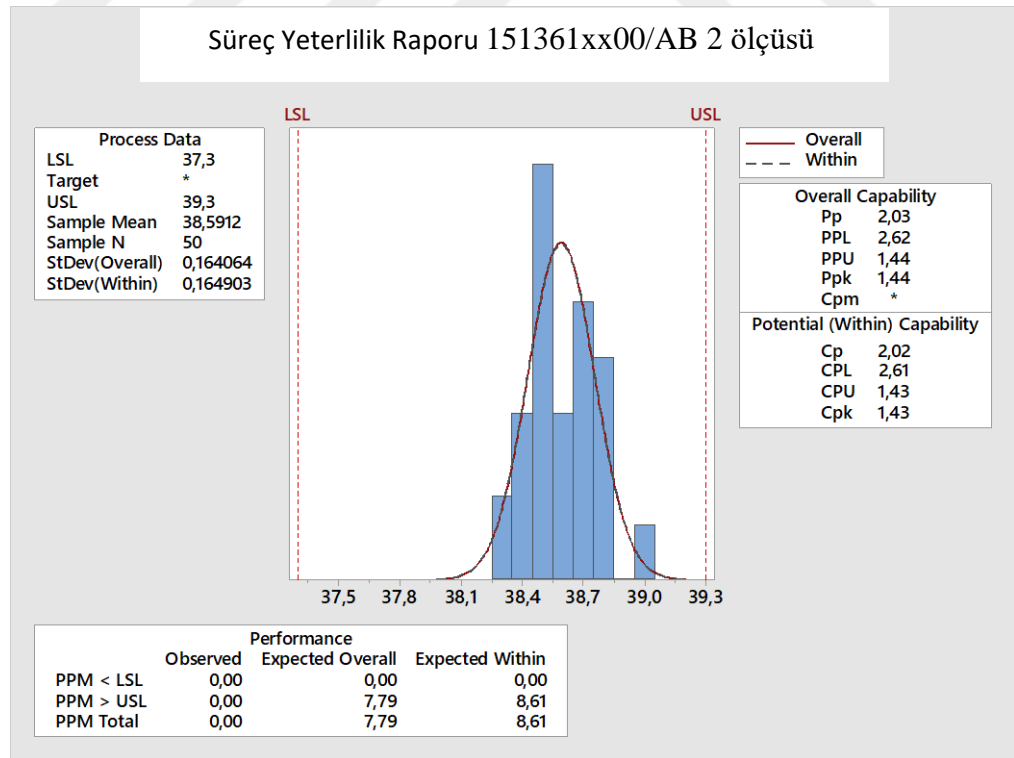 Süreç Yeterlilik Raporu 151361xx00/AB 2 ölçüsü
LSL USL
Process Data
LSL 37,3
Target *
USL 39,3
Sample Mean 38,5912
Sample N 50
StDev(Overall) 0,164064
StDev(Within) 0,164903
Overall
Within
Overall Capability
Pp 2,03
PPL 2,62
PPU 1,44
Ppk 1,44
Cpm *
Potential (Within) Capability
Cp 2,02
CPL 2,61
CPU 1,43
Cpk 1,43
37,5 37,8 38,1 38,4 38,7 39,0 39,3
Performance
Observed Expected Overall Expected Within
PPM < LSL 0,00 0,00 0,00
PPM > USL 0,00 7,79 8,61
PPM Total 0,00 7,79 8,61